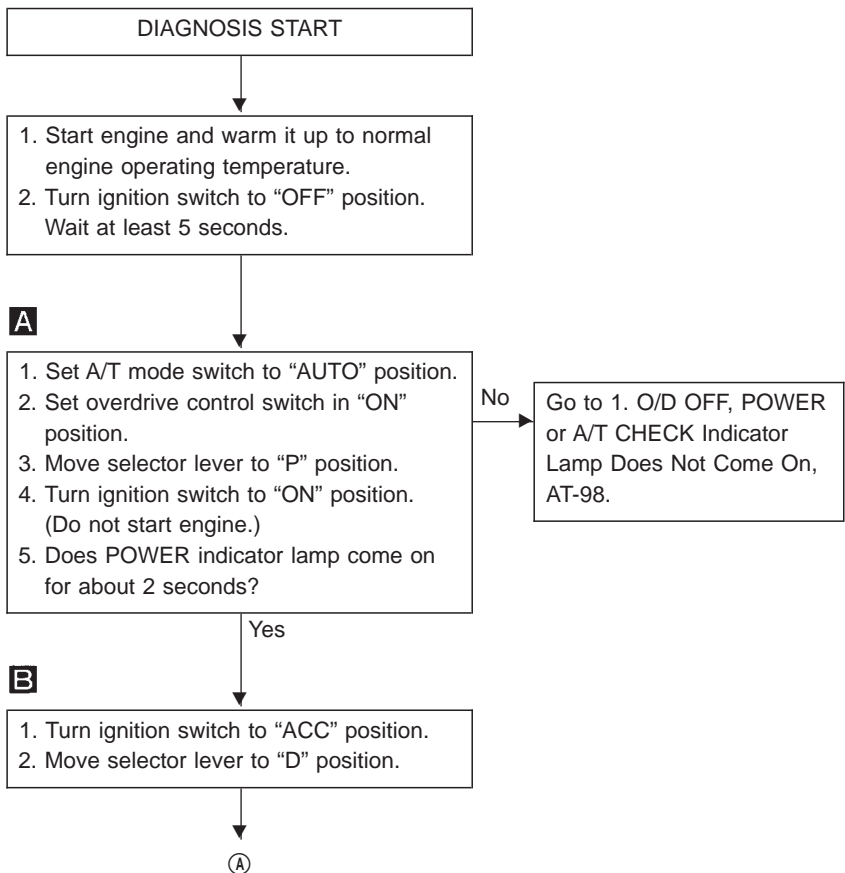 DIAGNOSIS START
1. Start engine and warm it up to normal
engine operating temperature.
2. Turn ignition switch to “OFF” position.
Wait at least 5 seconds.
A
1. Set A/T mode switch to “AUTO” position.
2. Set overdrive control switch in “ON”
position.
3. Move selector lever to “P” position.
4. Turn ignition switch to “ON” position.
(Do not start engine.)
5. Does POWER indicator lamp come on
for about 2 seconds?
No
Go to 1. O/D OFF, POWER
or A/T CHECK Indicator
Lamp Does Not Come On,
AT-98.
Yes
B
1. Turn ignition switch to “ACC” position.
2. Move selector lever to “D” position.
Ⓐ